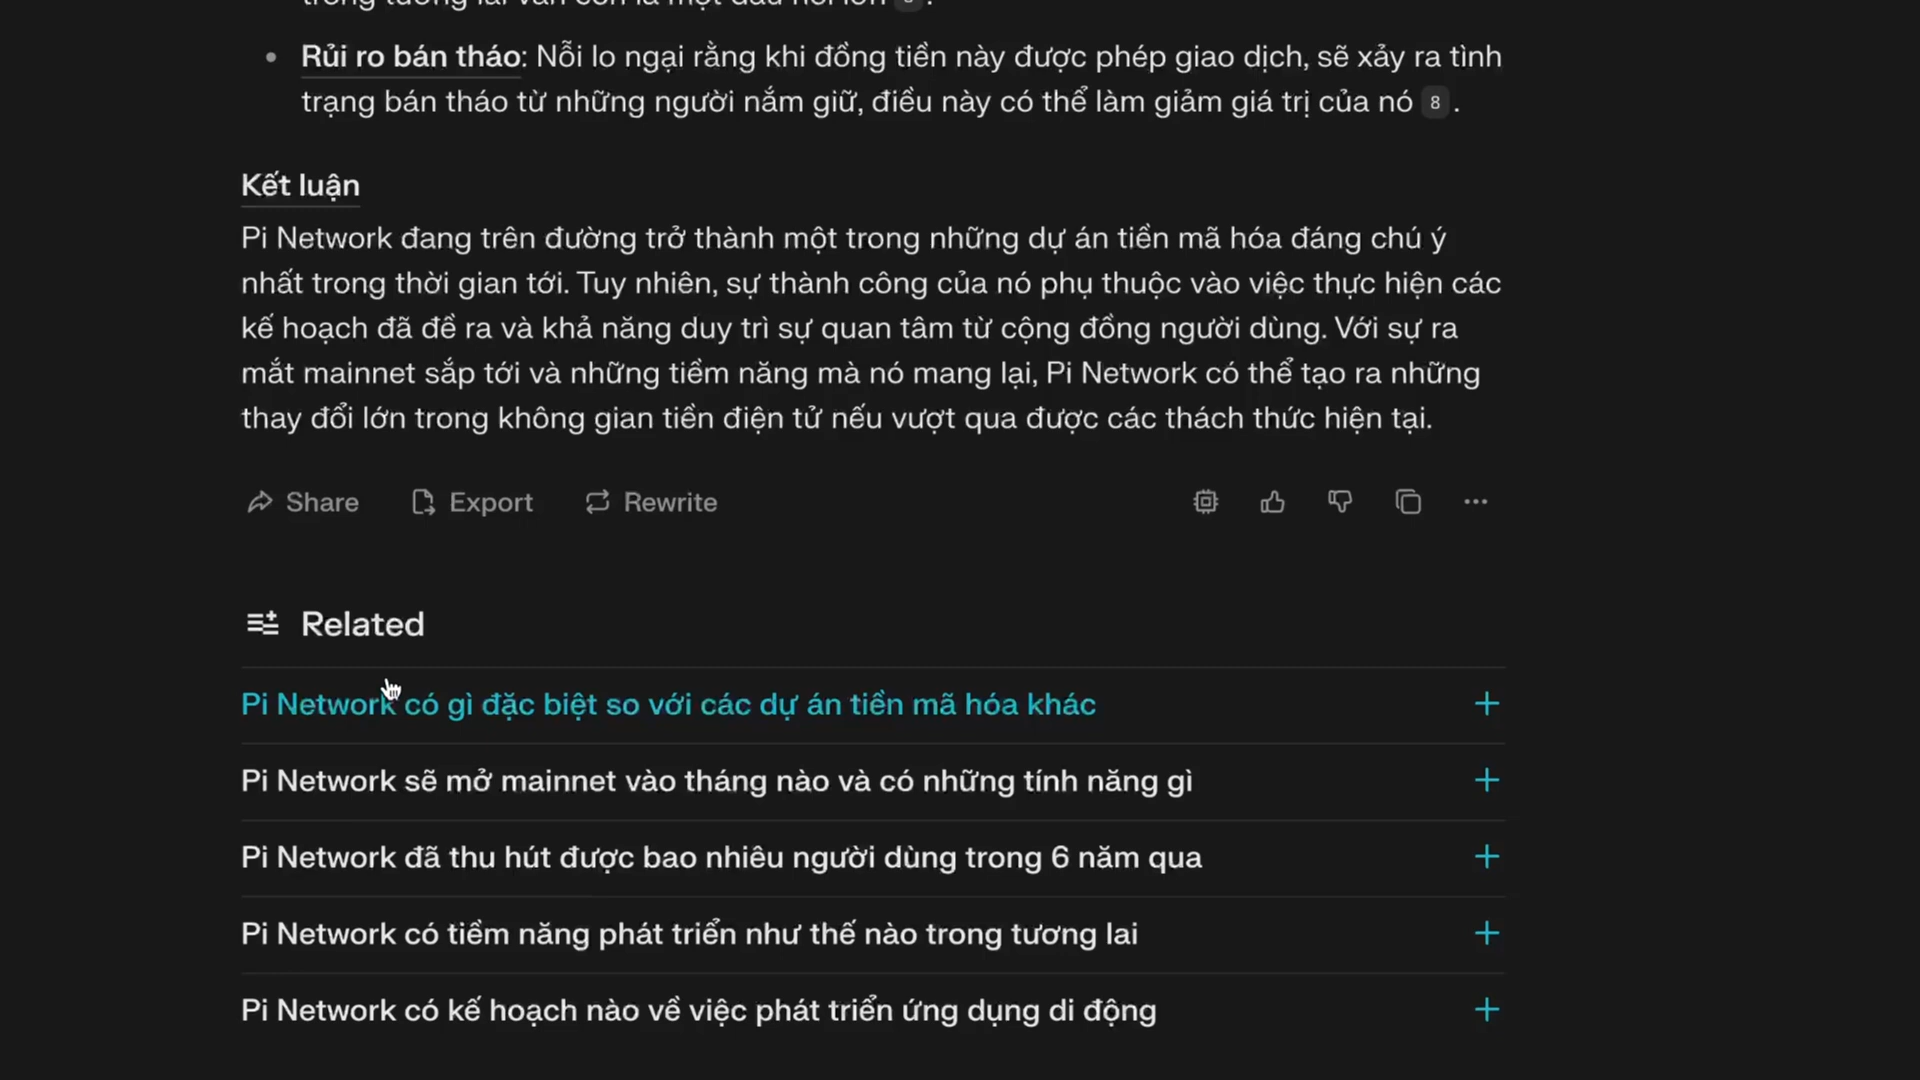 Rủi ro bán tháo: Nỗi lo ngại rằng khi đồng tiền này được phép giao dịch, sẽ xảy ra tình
trạng bán tháo từ những người nắm giữ, điều này có thể làm giảm giá trị của nó 8 .
Kết luận
Pi Network đang trên đường trở thành một trong những dự án tiền mã hóa đáng chú ý
nhất trong thời gian tới. Tuy nhiên, sự thành công của nó phụ thuộc vào việc thực hiện các
kế hoạch đã đề ra và khả năng duy trì sự quan tâm từ cộng đồng người dùng. Với sự ra
mắt mainnet sắp tới và những tiềm năng mà nó mang lại, Pi Network có thể tạo ra những
thay đổi lớn trong không gian tiền điện tử nếu vượt qua được các thách thức hiện tại.
Share Export Rewrite
Related
Pi Network có gì đặc biệt so với các dự án tiền mã hóa khác
Pi Network sẽ mở mainnet vào tháng nào và có những tính năng gì
Pi Network đã thu hút được bao nhiêu người dùng trong 6 năm qua
Pi Network có tiềm năng phát triển như thế nào trong tương lai
Pi Network có kế hoạch nào về việc phát triển ứng dụng di động